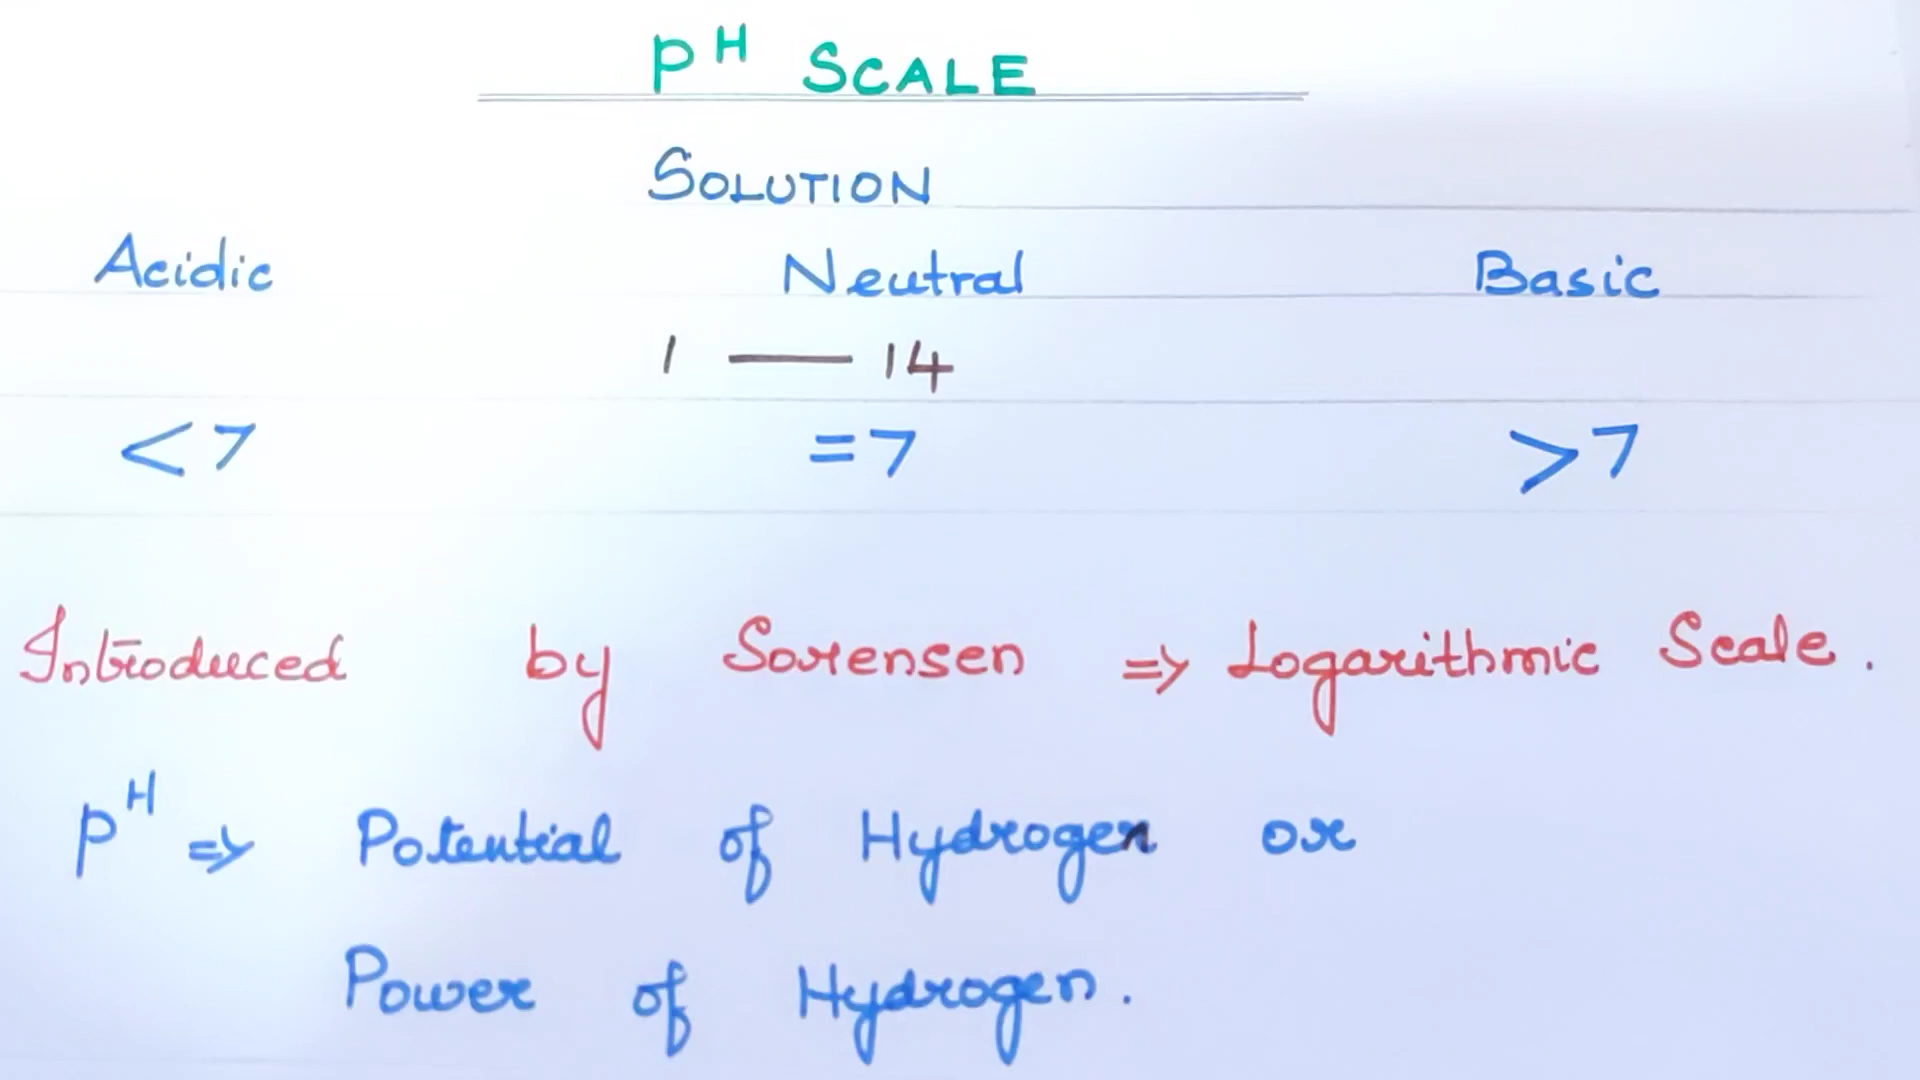 pH SCALE
SOLUTION
Acidic Neutral Basic
1 — 14
<7 =7 >7
Introduced by Sorensen => Logarithmic Scale.
pH => Potential of Hydrogen or
Power of Hydrogen.